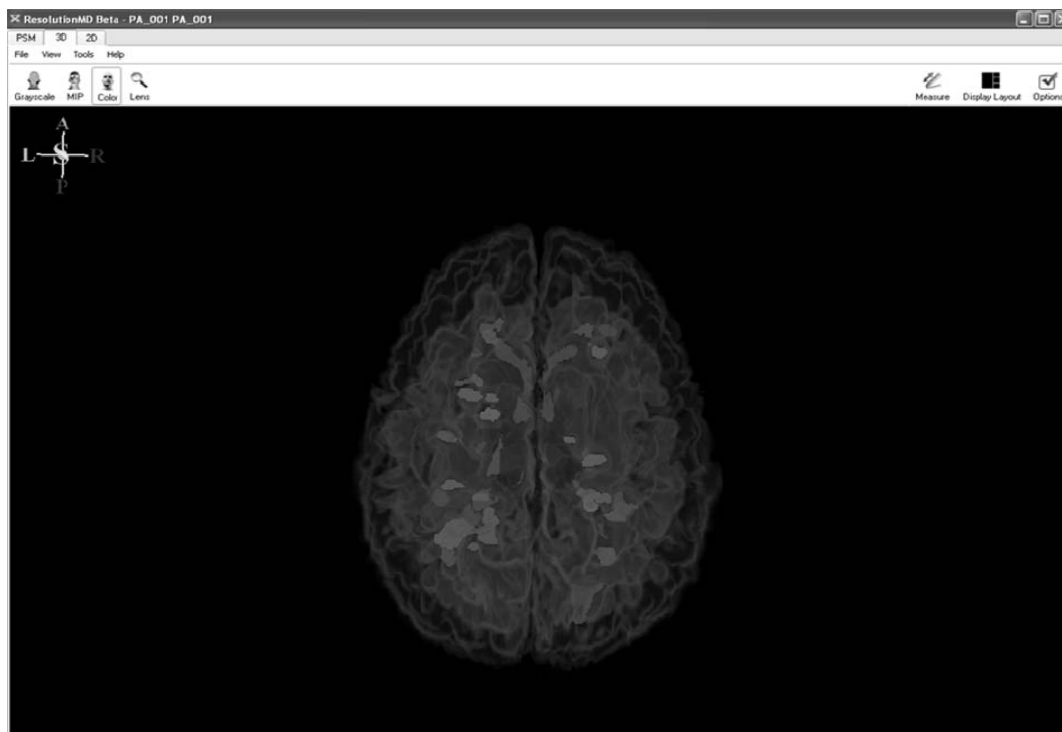 ResolutionMD Beta - PA_001 PA_001
PSM 3D 2D
File View Tools Help
Grayscale MIP Color Lens Measure Display Layout Options
A
L S R
P